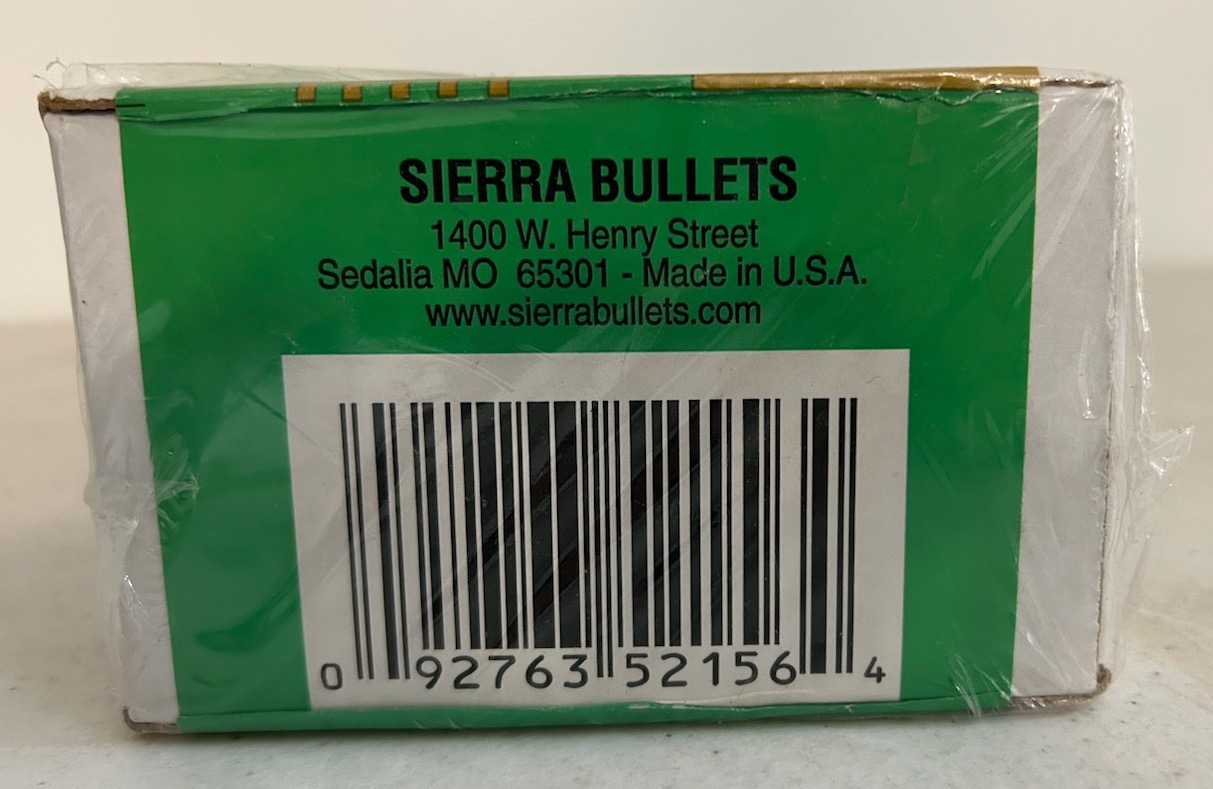 SIERRA BULLETS
1400 W. Henry Street
Sedalia MO  65301 - Made in U.S.A.
www.sierrabullets.com
0 92763 52156 4